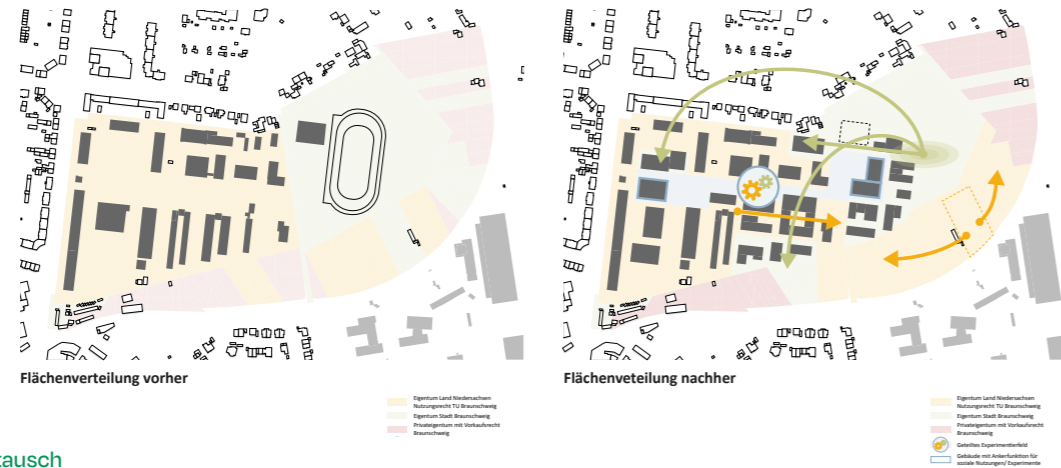 Flächenverteilung vorher
Flächenveteilung nachher
Eigentum Land Niedersachsen
Nutzungsrecht TU Braunschweig
Eigentum Stadt Braunschweig
Privateigentum mit Vorkaufsrecht
Braunschweig
Eigentum Land Niedersachsen
Nutzungsrecht TU Braunschweig
Eigentum Stadt Braunschweig
Privateigentum mit Vorkaufsrecht
Braunschweig
Geteiltes Experimentierfeld
Gebäude mit Ankerfunktion für
soziale Nutzungen/ Experimente
tausch